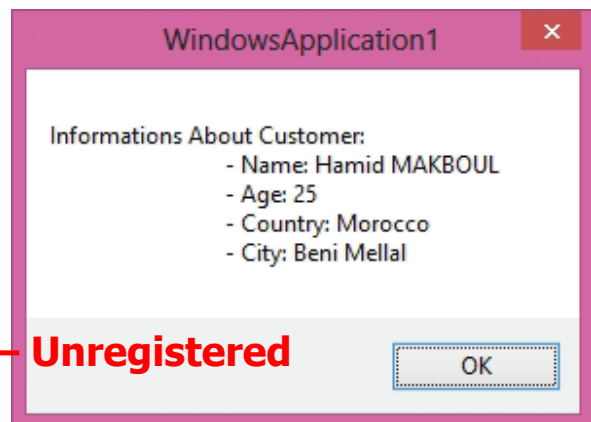 WindowsApplication1
Informations About Customer:
- Name: Hamid MAKBOUL
- Age: 25
- Country: Morocco
- City: Beni Mellal
- Unregistered
OK